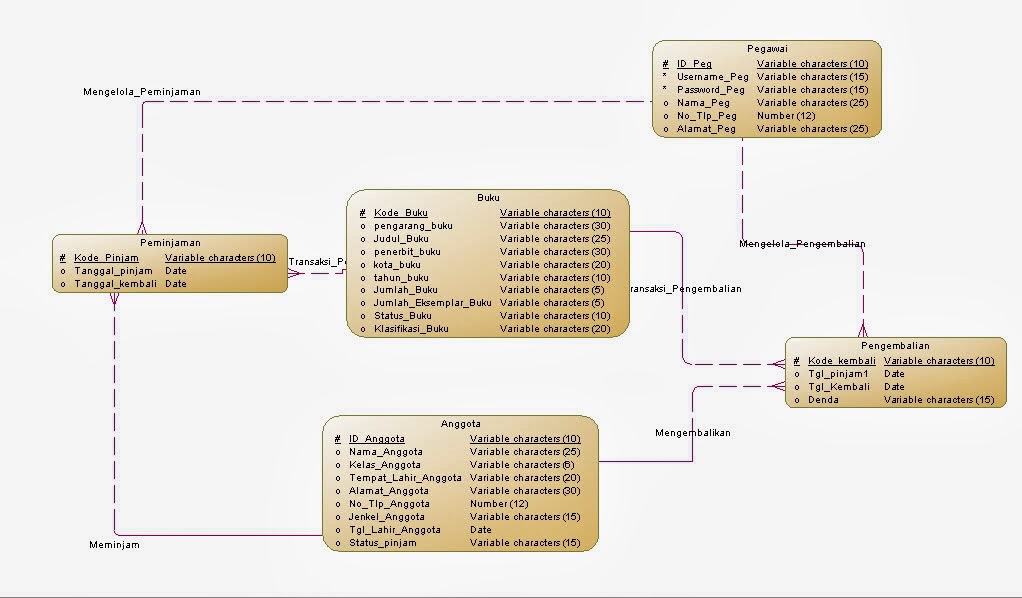 Pegawai
# ID_Peg Variable characters (10)
* Username_Peg Variable characters (15)
* Password_Peg Variable characters (15)
o Nama_Peg Variable characters (25)
o No_Tlp_Peg Number (12)
o Alamat_Peg Variable characters (25)
Mengelola_Peminjaman
Buku
# Kode_Buku Variable characters (10)
o pengarang_buku Variable characters (30)
o Judul_Buku Variable characters (25)
o penerbit_buku Variable characters (30)
o kota_buku Variable characters (20)
o tahun_buku Variable characters (10)
o Jumlah_Buku Variable characters (5)
o Jumlah_Eksemplar_Buku Variable characters (5)
o Status_Buku Variable characters (10)
o Klasifikasi_Buku Variable characters (20)
Peminjaman
# Kode_Pinjam Variable characters (10)
o Tanggal_pinjam Date
o Tanggal_kembali Date
Transaksi_Pe
Mengelola_Pengembalian
ransaksi_Pengembalian
Pengembalian
# Kode_kembali Variable characters (10)
o Tgl_pinjam1 Date
o Tgl_Kembali Date
o Denda Variable characters (15)
Anggota
# ID_Anggota Variable characters (10)
o Nama_Anggota Variable characters (25)
o Kelas_Anggota Variable characters (6)
o Tempat_Lahir_Anggota Variable characters (20)
o Alamat_Anggota Variable characters (30)
o No_Tlp_Anggota Number (12)
o Jenkel_Anggota Variable characters (15)
o Tgl_Lahir_Anggota Date
o Status_pinjam Variable characters (15)
Mengembalikan
Meminjam